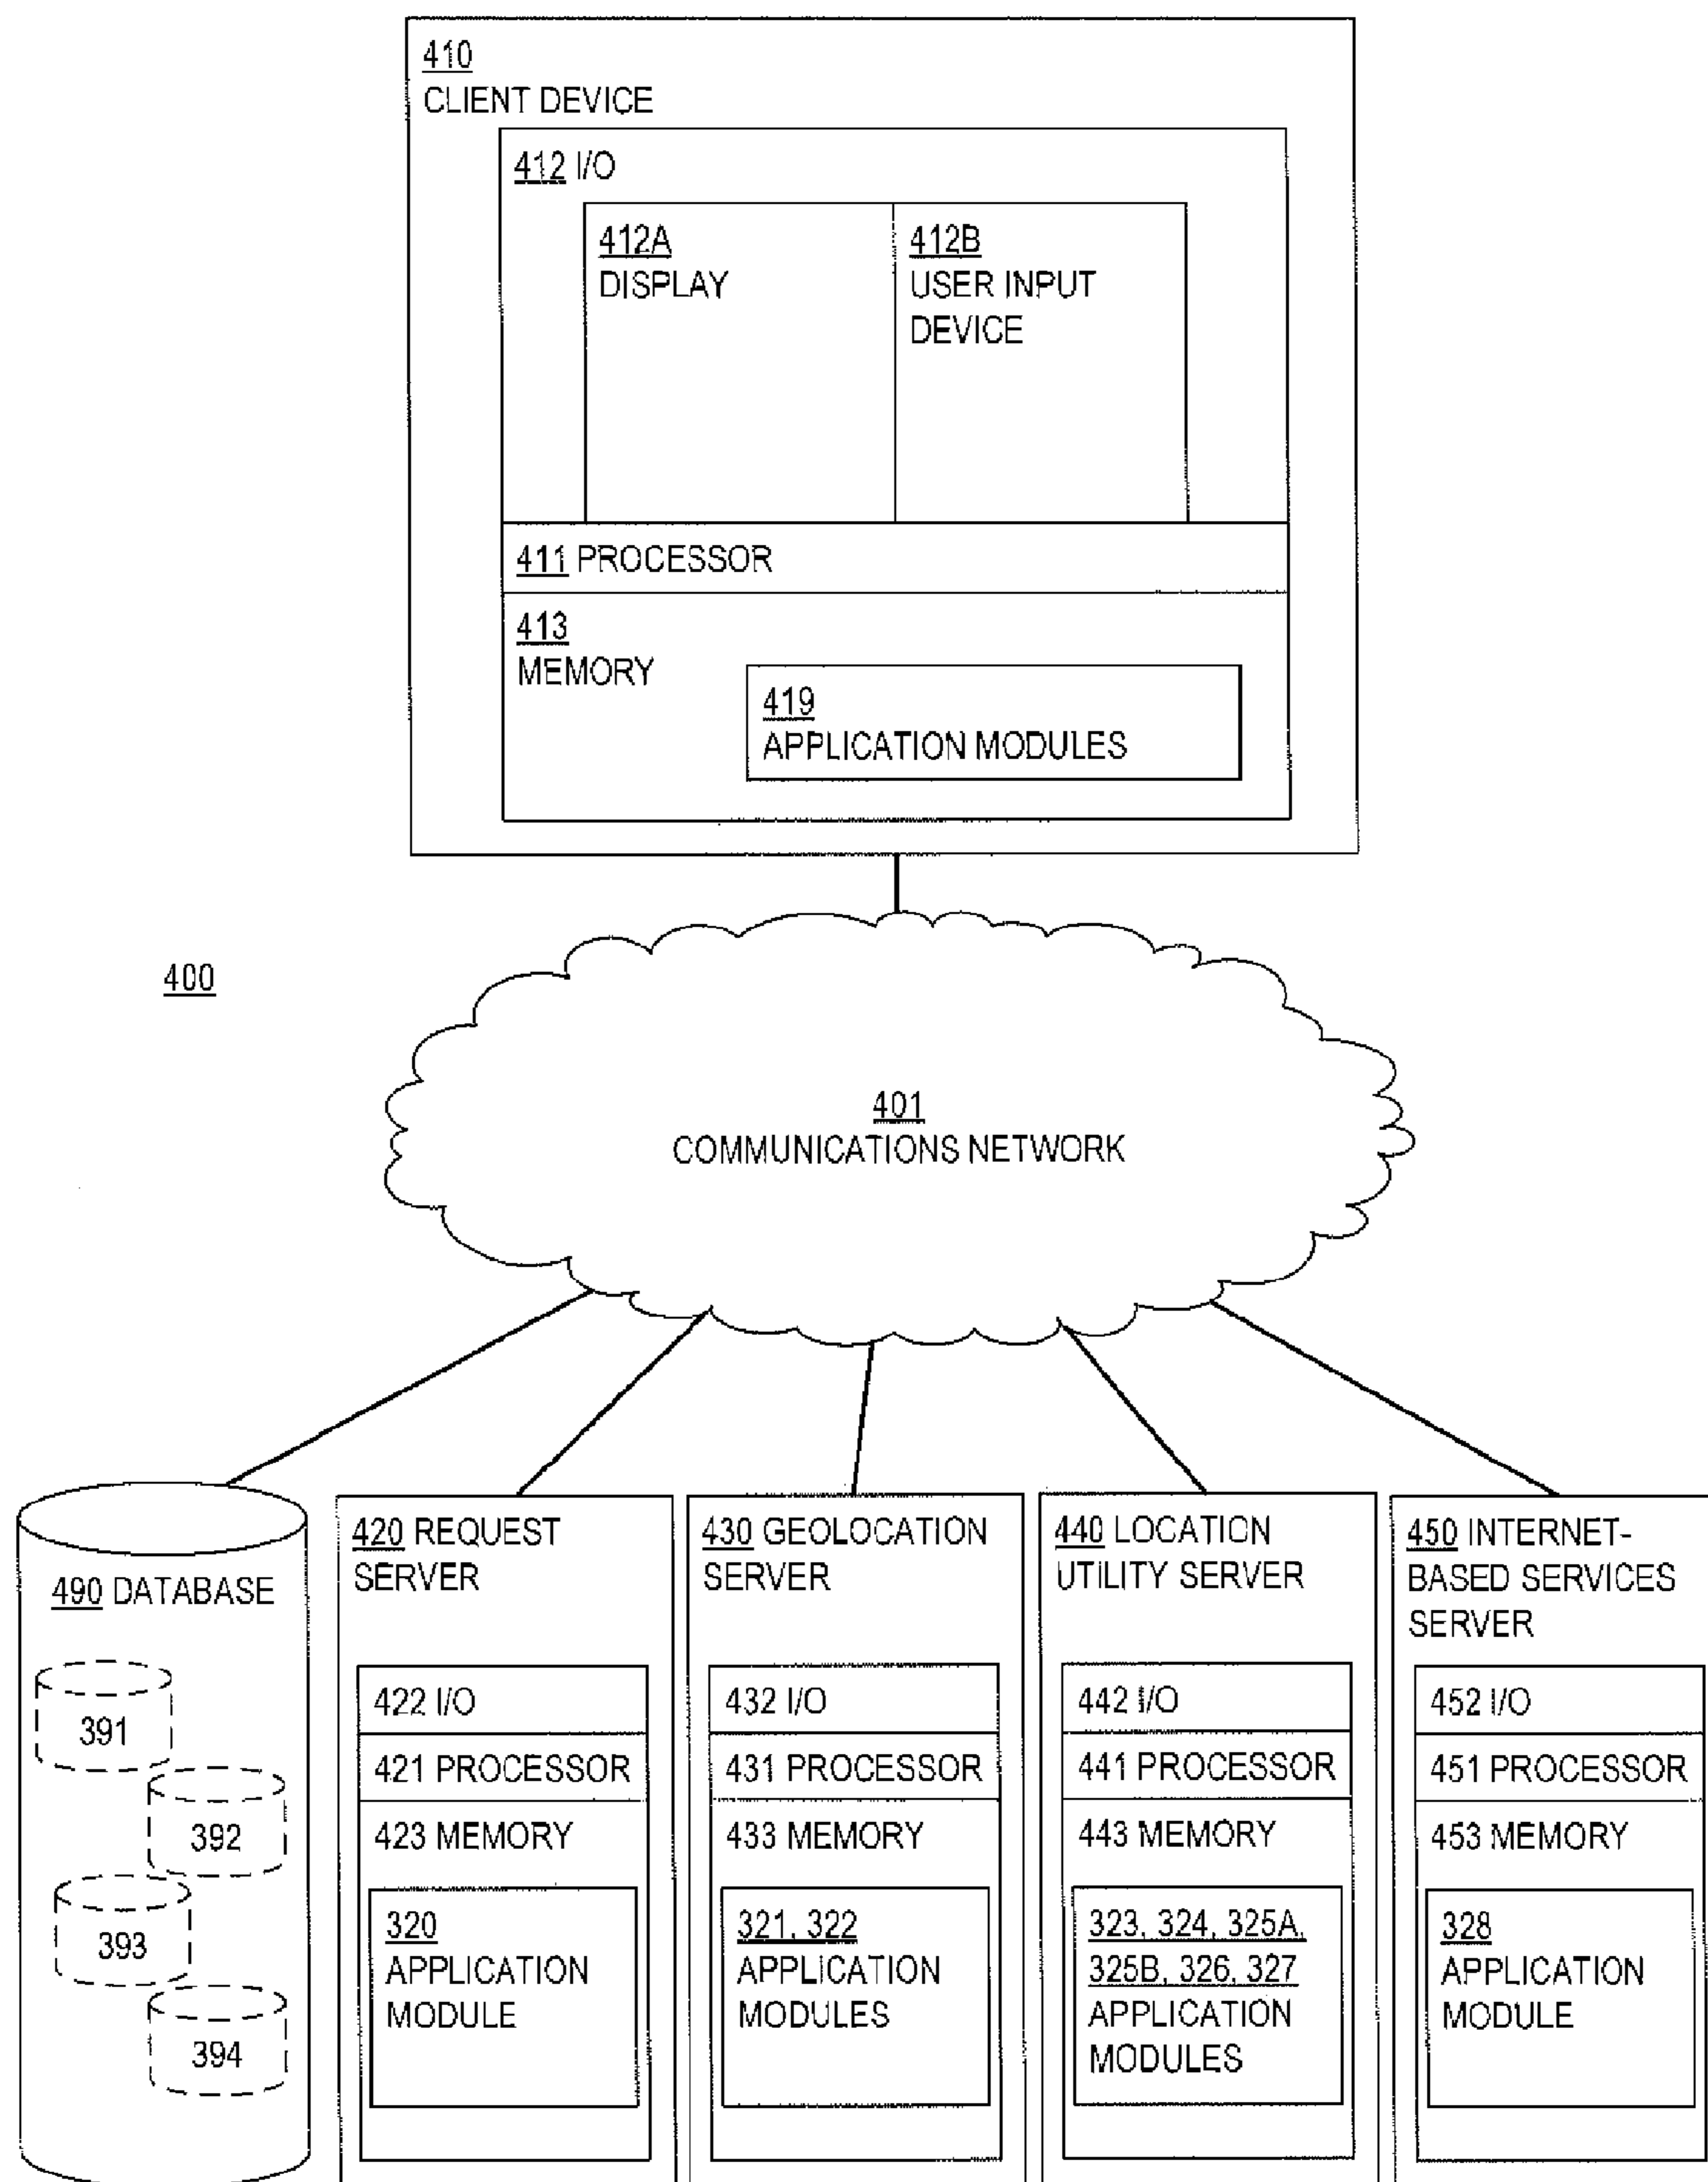 410
CLIENT DEVICE
412 I/O
412A
DISPLAY
412B
USER INPUT
DEVICE
411 PROCESSOR
413
MEMORY
419
APPLICATION MODULES
400
401
COMMUNICATIONS NETWORK
490 DATABASE
391
392
393
394
420 REQUEST
SERVER
422 I/O
421 PROCESSOR
423 MEMORY
320
APPLICATION
MODULE
430 GEOLOCATION
SERVER
432 I/O
431 PROCESSOR
433 MEMORY
321, 322
APPLICATION
MODULES
440 LOCATION
UTILITY SERVER
442 I/O
441 PROCESSOR
443 MEMORY
323, 324, 325A,
325B, 326, 327
APPLICATION
MODULES
450 INTERNET-
BASED SERVICES
SERVER
452 I/O
451 PROCESSOR
453 MEMORY
328
APPLICATION
MODULE